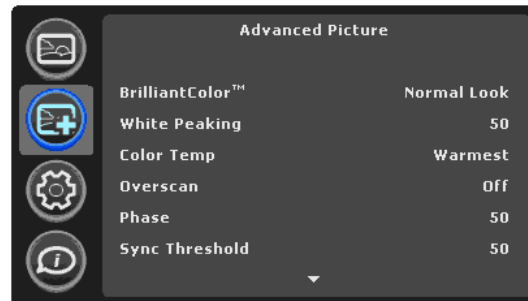 Advanced Picture
BrilliantColor™ Normal Look
White Peaking 50
Color Temp Warmest
Overscan Off
Phase 50
Sync Threshold 50